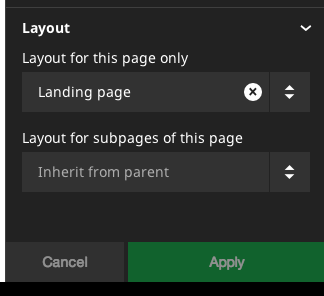 Layout
Layout for this page only
Landing page
Layout for subpages of this page
Inherit from parent
Cancel Apply